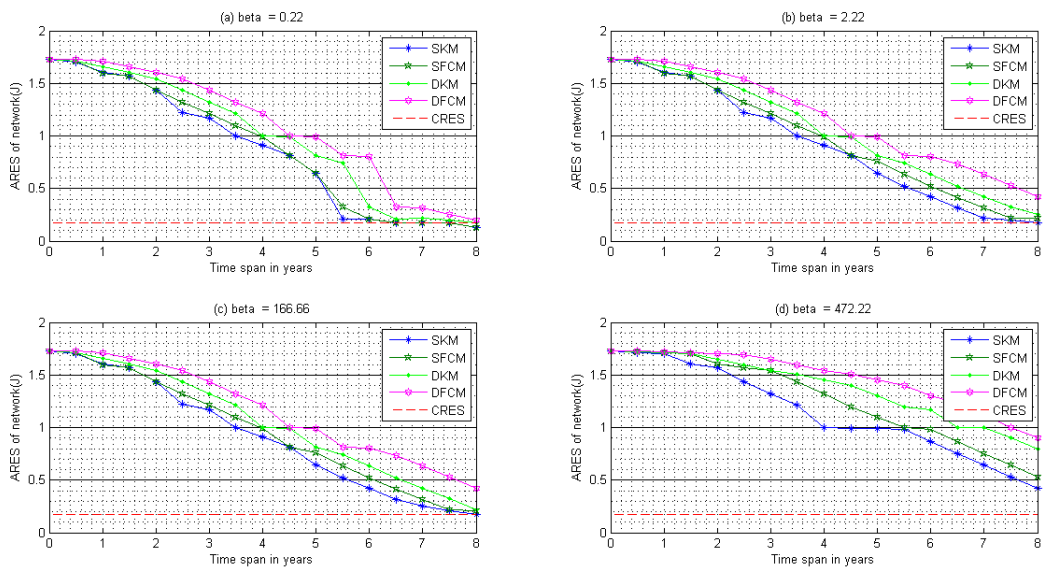 (a) beta = 0.22
ARES of network(J)
2
1.5
1
0.5
0
0 1 2 3 4 5 6 7 8
Time span in years
SKM
SFCM
DKM
DFCM
CRES
(b) beta = 2.22
ARES of network(J)
2
1.5
1
0.5
0
0 1 2 3 4 5 6 7 8
Time span in years
SKM
SFCM
DKM
DFCM
CRES
(c) beta = 166.66
ARES of network(J)
2
1.5
1
0.5
0
0 1 2 3 4 5 6 7 8
Time span in years
SKM
SFCM
DKM
DFCM
CRES
(d) beta = 472.22
ARES of network(J)
2
1.5
1
0.5
0
0 1 2 3 4 5 6 7 8
Time span in years
SKM
SFCM
DKM
DFCM
CRES